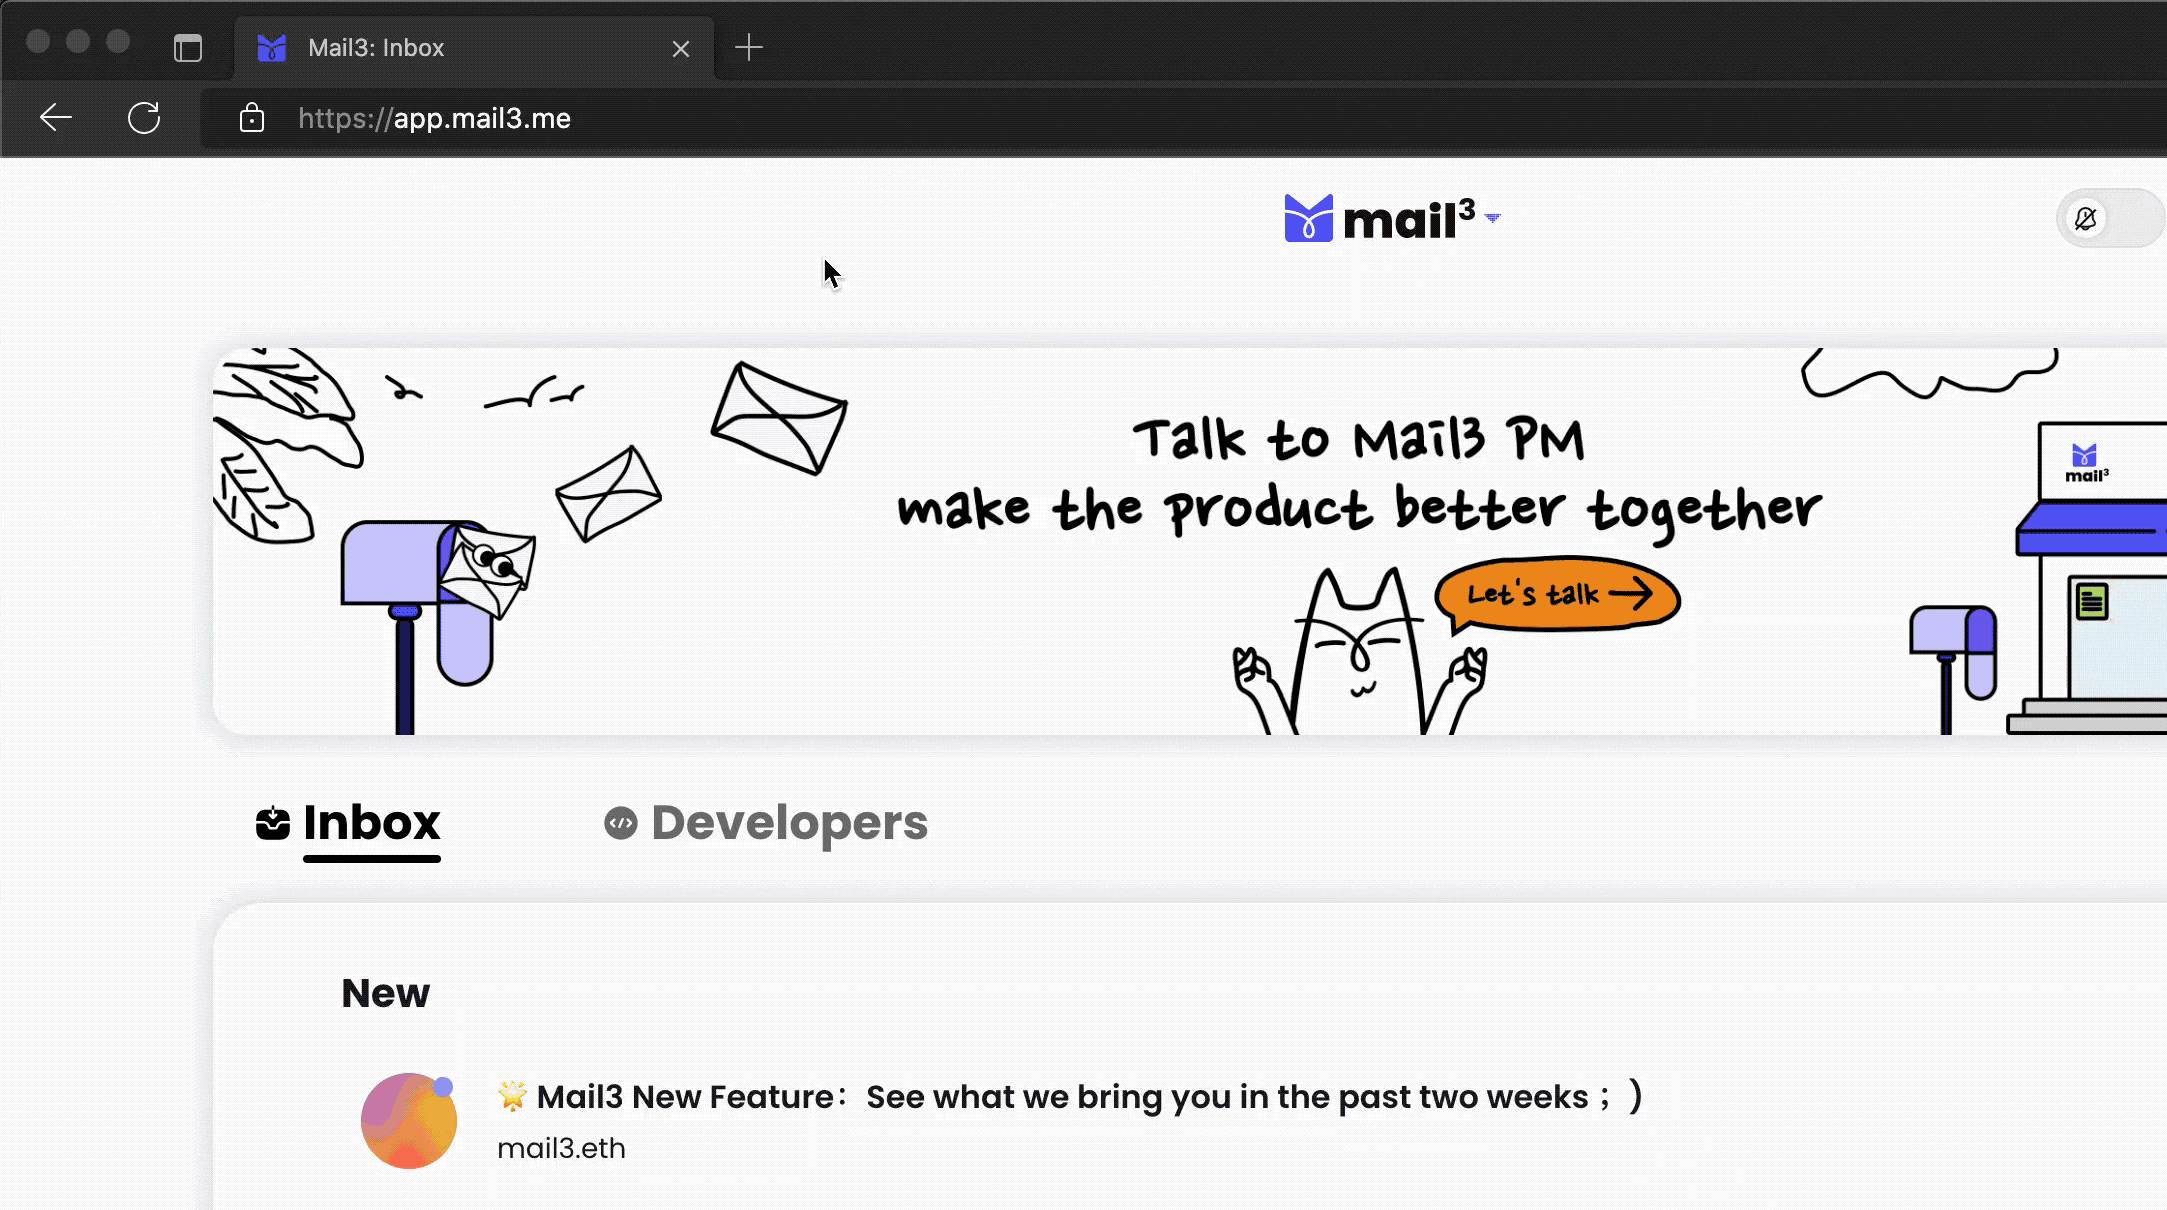 Mail3: Inbox
https://app.mail3.me
mail3
Talk to Mail3 PM
make the product better together
Let's talk →
mail3
Inbox
Developers
New
🌟 Mail3 New Feature： See what we bring you in the past two weeks；)
mail3.eth